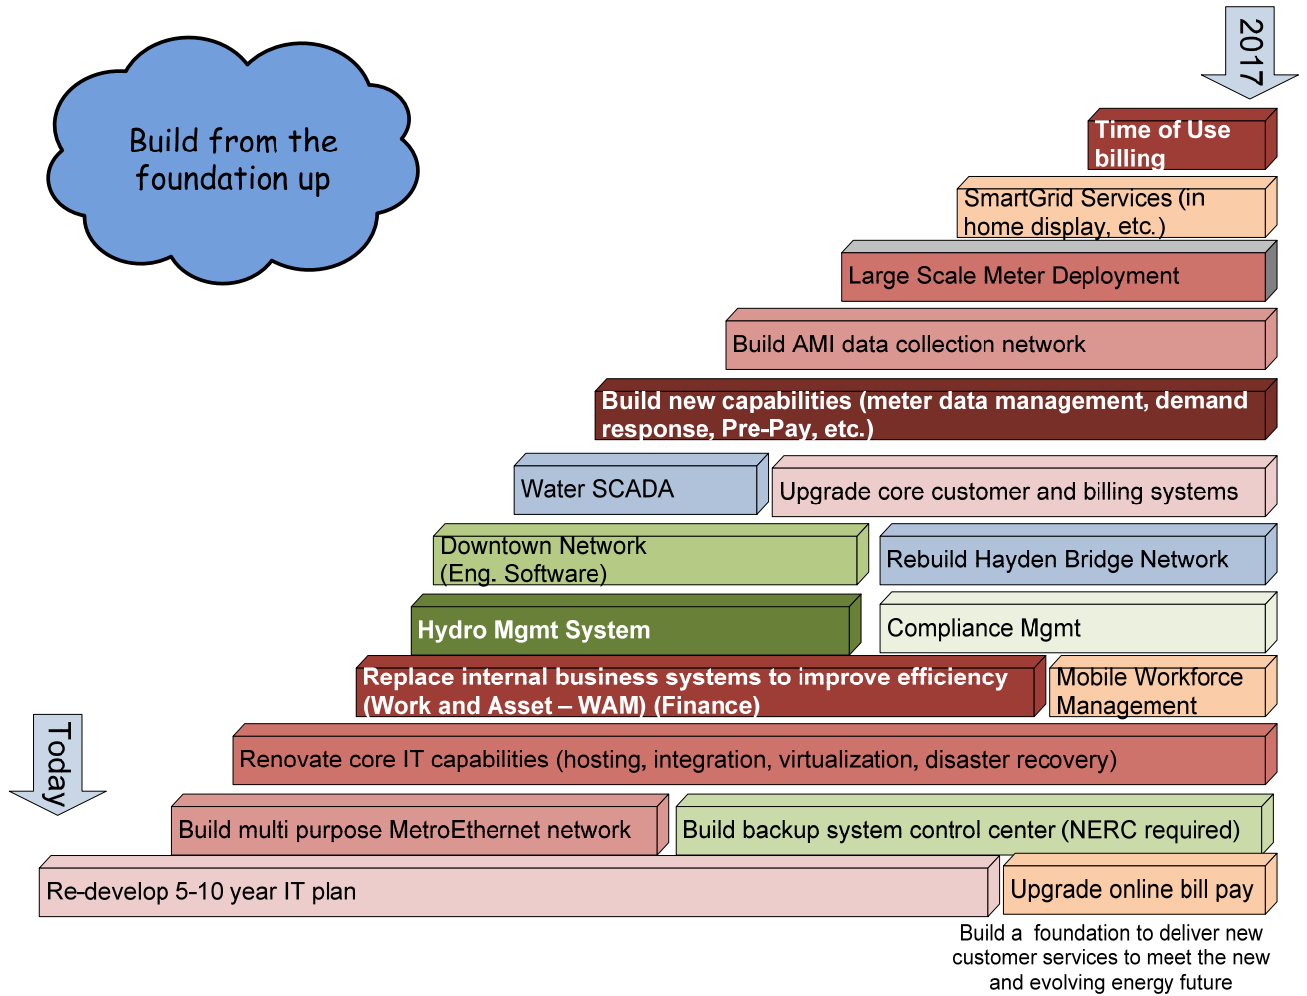 2017
Build from the
foundation up
Time of Use
billing
SmartGrid Services (in
home display, etc.)
Large Scale Meter Deployment
Build AMI data collection network
Build new capabilities (meter data management, demand
response, Pre-Pay, etc.)
Water SCADA
Upgrade core customer and billing systems
Downtown Network
(Eng. Software)
Rebuild Hayden Bridge Network
Hydro Mgmt System
Compliance Mgmt
Replace internal business systems to improve efficiency
(Work and Asset – WAM) (Finance)
Mobile Workforce
Management
Today
Renovate core IT capabilities (hosting, integration, virtualization, disaster recovery)
Build multi purpose MetroEthernet network
Build backup system control center (NERC required)
Re-develop 5-10 year IT plan
Upgrade online bill pay
Build a foundation to deliver new
customer services to meet the new
and evolving energy future